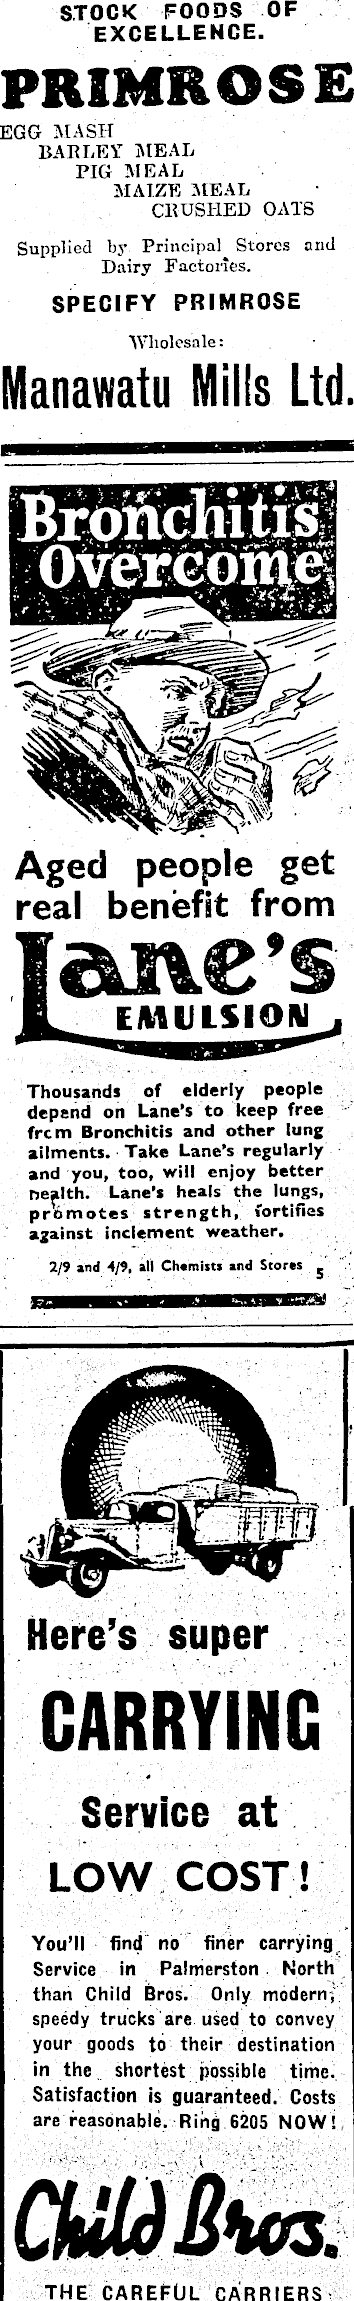 STOCK FOODS OF
EXCELLENCE.
PRIMROSE
EGG MASH
BARLEY MEAL
PIG MEAL
MAIZE MEAL
CRUSHED OATS
Supplied by Principal Stores and
Dairy Factories.
SPECIFY PRIMROSE
Wholesale:
Manawatu Mills Ltd.
Bronchitis
Overcome
Aged people get
real benefit from
Lane's
EMULSION
Thousands of elderly people
depend on Lane's to keep free
from Bronchitis and other lung
ailments. Take Lane's regularly
and you, too, will enjoy better
health. Lane's heals the lungs,
promotes strength, fortifies
against inclement weather.
2/9 and 4/9, all Chemists and Stores
5
Here's super
CARRYING
Service at
LOW COST!
You'll find no finer carrying
Service in Palmerston North
than Child Bros. Only modern,
speedy trucks are used to convey
your goods to their destination
in the shortest possible time.
Satisfaction is guaranteed. Costs
are reasonable. Ring 6205 NOW!
Child Bros.
THE CAREFUL CARRIERS